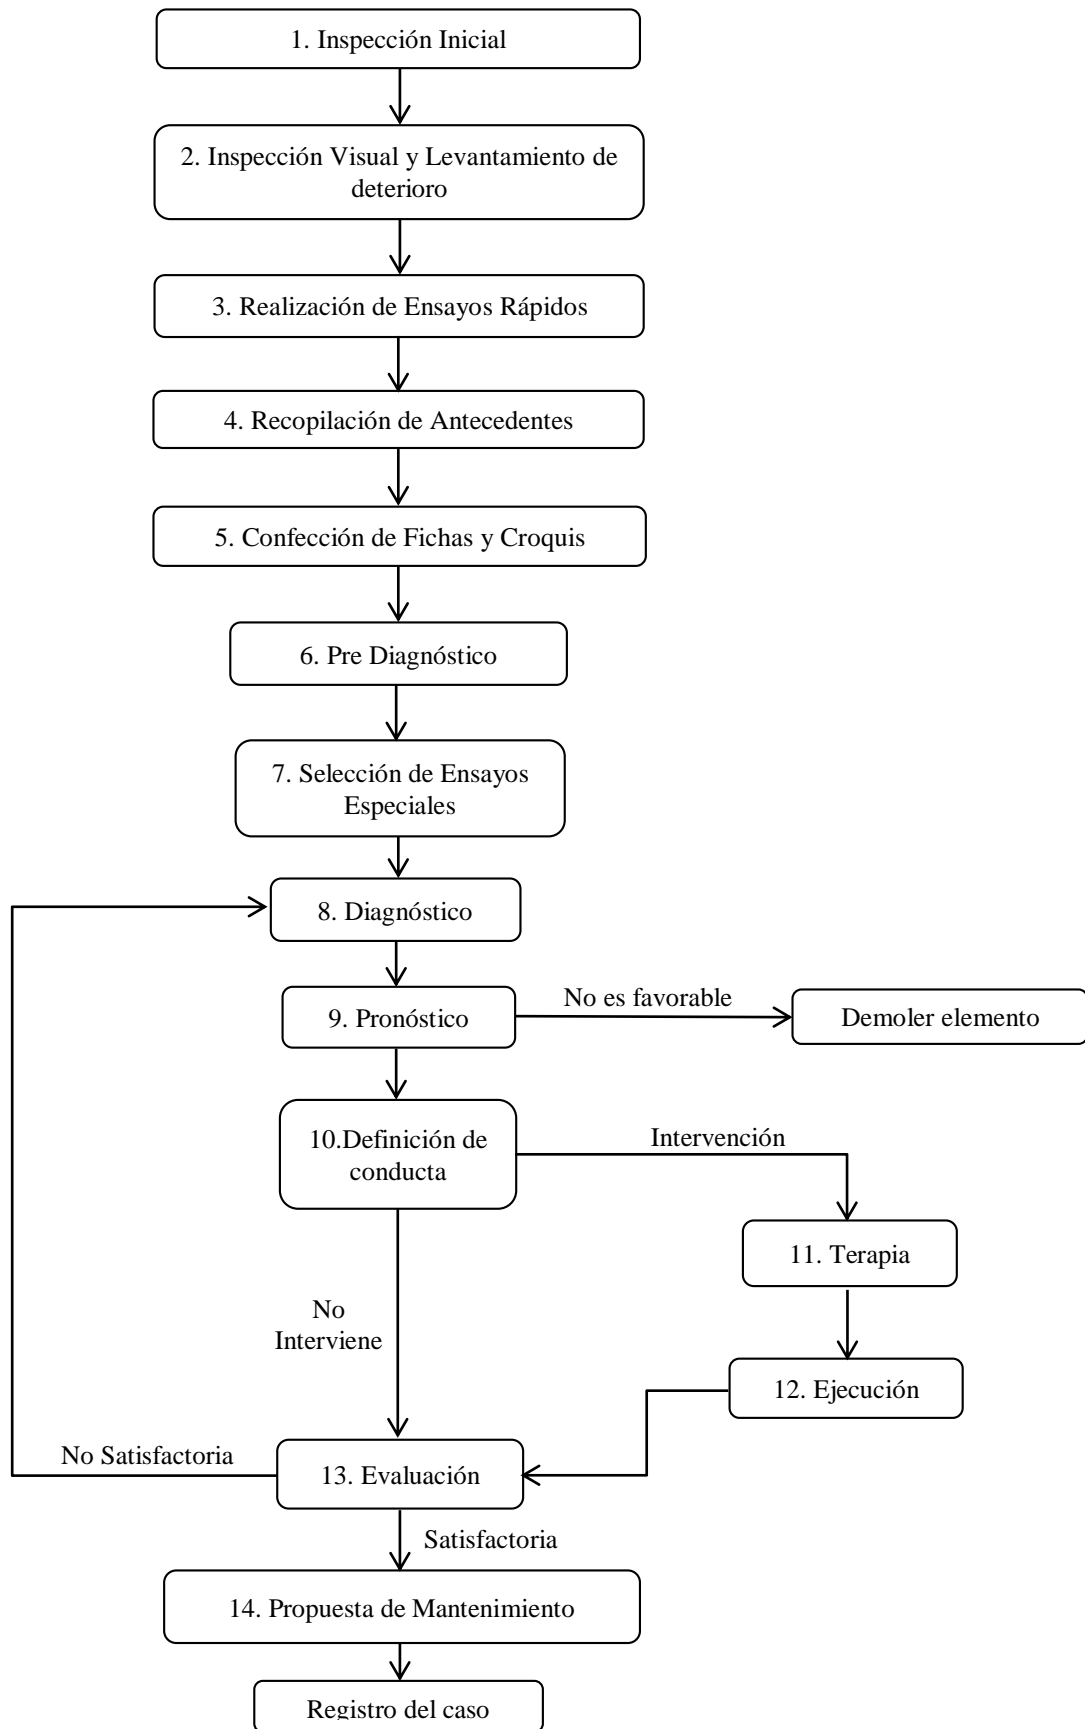 1. Inspección Inicial
2. Inspección Visual y Levantamiento de
deterioro
3. Realización de Ensayos Rápidos
4. Recopilación de Antecedentes
5. Confección de Fichas y Croquis
6. Pre Diagnóstico
7. Selección de Ensayos
Especiales
8. Diagnóstico
No es favorable
9. Pronóstico
Demoler elemento
10.Definición de
conducta
Intervención
11. Terapia
No
Interviene
12. Ejecución
No Satisfactoria
13. Evaluación
Satisfactoria
14. Propuesta de Mantenimiento
Registro del caso